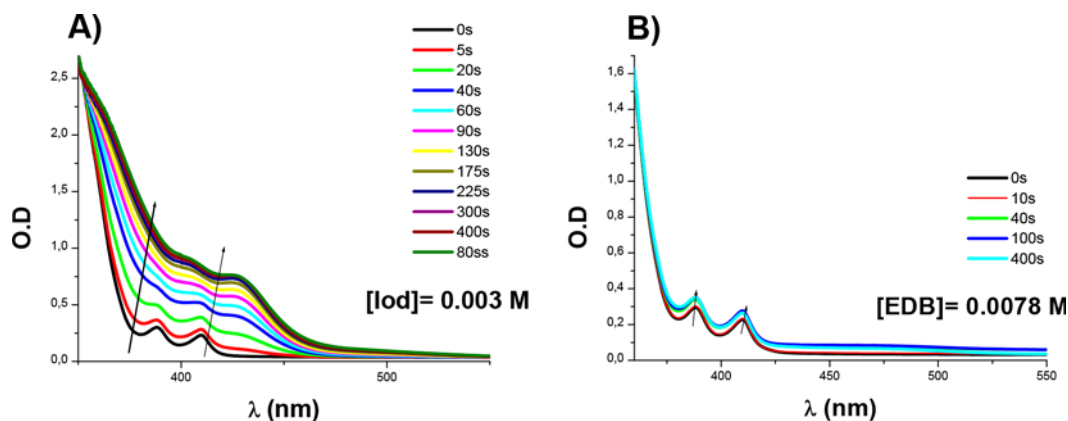 A)
0s
5s
20s
40s
60s
90s
130s
175s
225s
300s
400s
80ss
2,5
2,0
1,5
1,0
0,5
0,0
O.D
[Iod]= 0.003 M
400
500
λ (nm)
B)
0s
10s
40s
100s
400s
1,6
1,4
1,2
1,0
0,8
0,6
0,4
0,2
0,0
O.D
[EDB]= 0.0078 M
400
450
500
550
λ (nm)